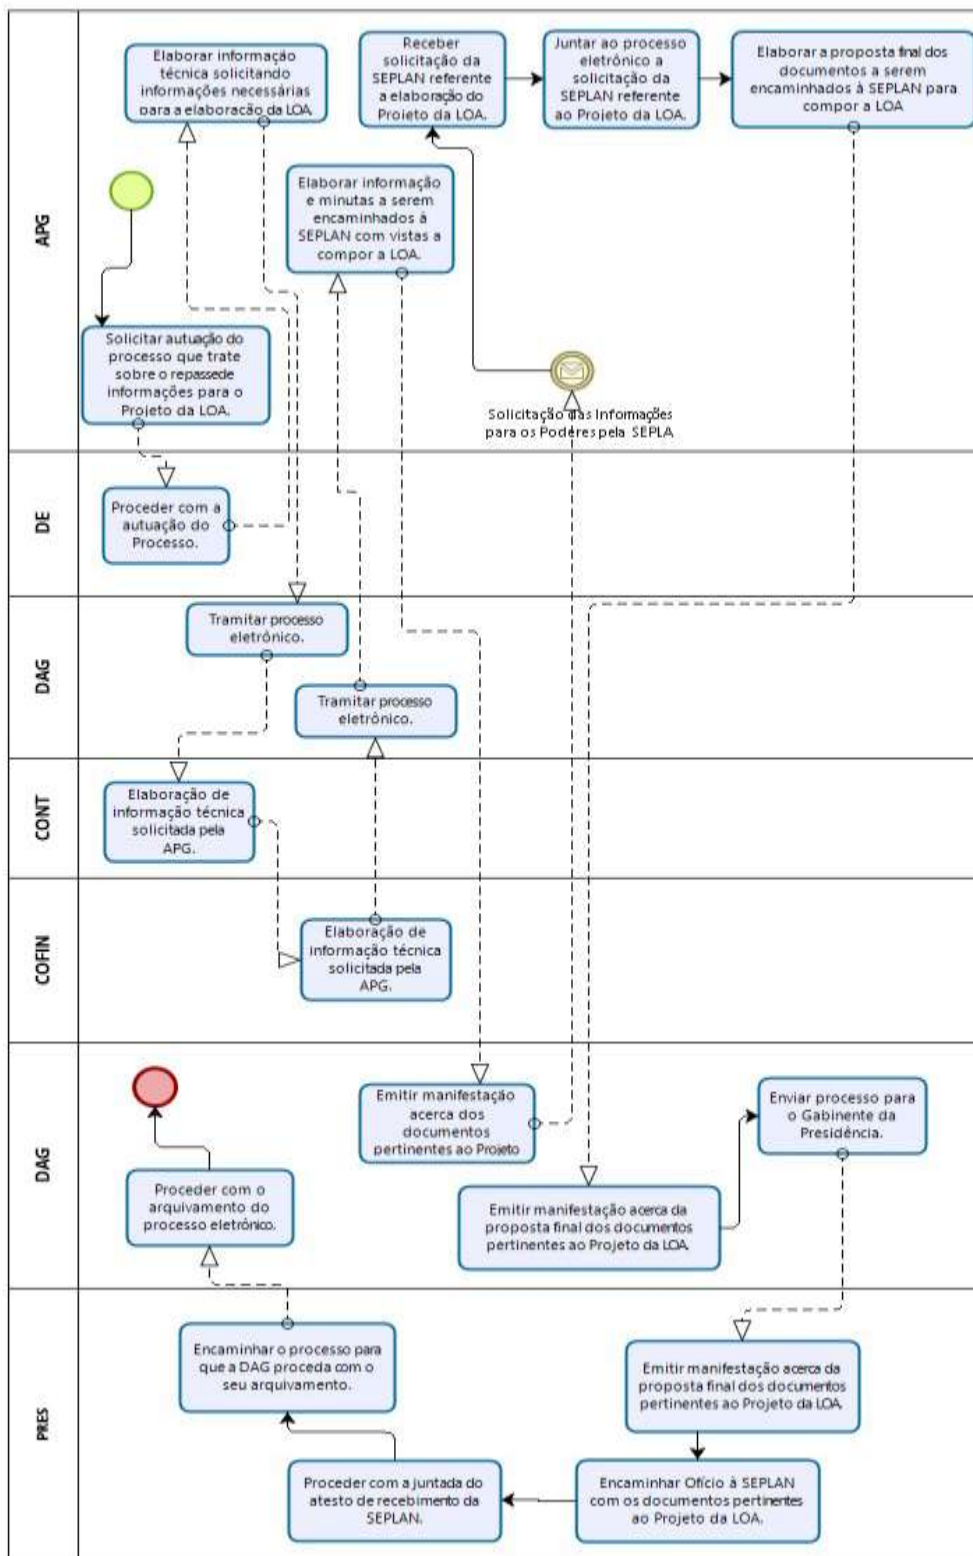 APG
Elaborar informação
técnica solicitando
informações necessárias
para a elaboração da LOA.
Receber
solicitação da
SEPLAN referente
a elaboração do
Projeto da LOA.
Juntar ao processo
eletrônico a
solicitação da
SEPLAN referente
ao Projeto da LOA.
Elaborar a proposta final dos
documentos a serem
encaminhados à SEPLAN para
compor a LOA
Elaborar informação
e minutas a serem
encaminhados à
SEPLAN com vistas a
compor a LOA.
Solicitar autuação do
processo que trate
sobre o repassede
informações para o
Projeto da LOA.
Solicitação das Informações
para os Poderes pela SEPLA
DE
Proceder com a
autuação do
Processo.
DAG
Tramitar processo
eletrônico.
Tramitar processo
eletrônico.
CONT
Elaboração de
informação técnica
solicitada pela
APG.
COFIN
Elaboração de
informação técnica
solicitada pela
APG.
DAG
Emitir manifestação
acerca dos
documentos
pertinentes ao Projeto
Enviar processo para
o Gabinente da
Presidência.
Proceder com o
arquivamento do
processo eletrônico.
Emitir manifestação acerca da
proposta final dos documentos
pertinentes ao Projeto da LOA.
PRES
Encaminhar o processo para
que a DAG proceda com o
seu arquivamento.
Emitir manifestação acerca da
proposta final dos documentos
pertinentes ao Projeto da LOA.
Proceder com a juntada do
atesto de recebimento da
SEPLAN.
Encaminhar Ofício à SEPLAN
com os documentos pertinentes
ao Projeto da LOA.